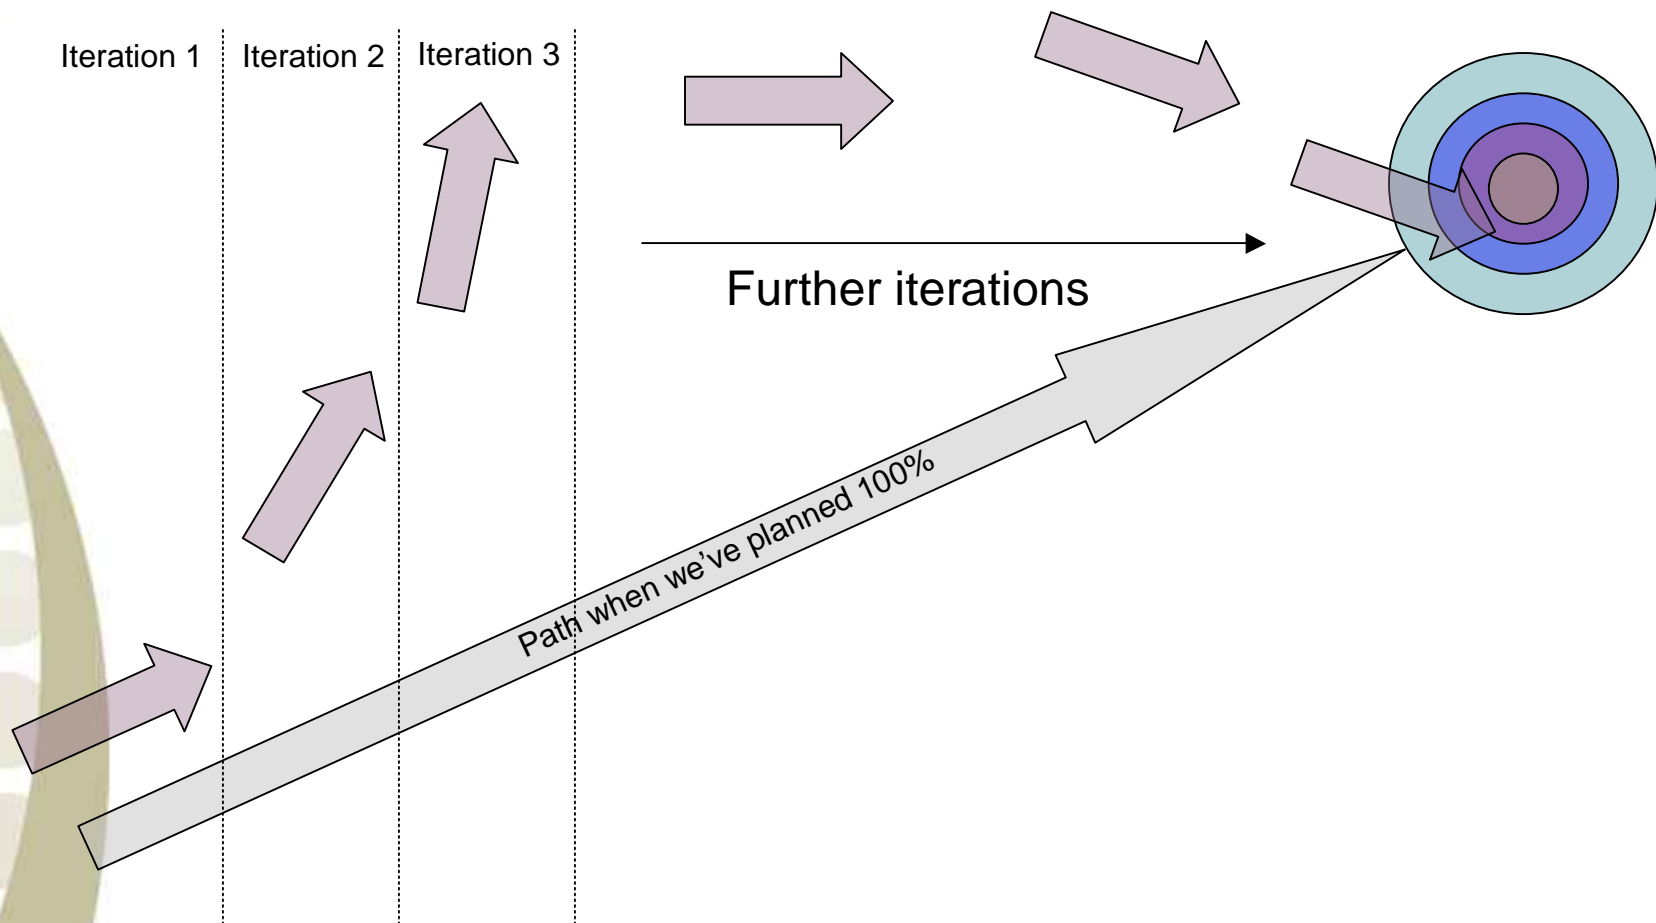 Iteration 1
Iteration 2
Iteration 3
Further iterations
Path when we’ve planned 100%